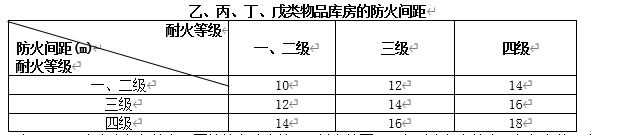 乙、丙、丁、戊类物品库房的防火间距
耐火等级
防火间距(m)
耐火等级
一、二级 三级 四级
一、二级 10 12 14
三级 12 14 16
四级 14 16 18